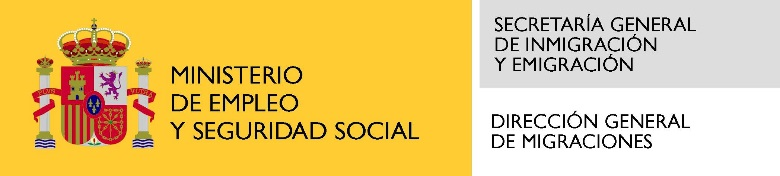 MINISTERIO
DE EMPLEO
Y SEGURIDAD SOCIAL
SECRETARÍA GENERAL
DE INMIGRACIÓN
Y EMIGRACIÓN
DIRECCIÓN GENERAL
DE MIGRACIONES